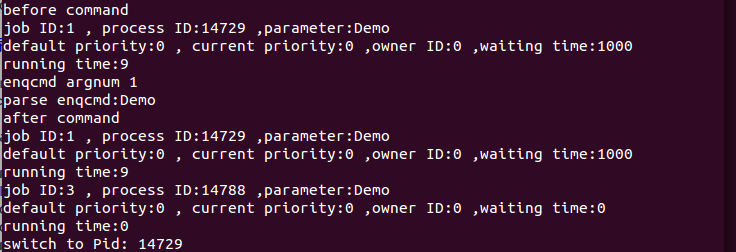 before command
job ID:1 , process ID:14729 ,parameter:Demo
default priority:0 , current priority:0 ,owner ID:0 ,waiting time:1000
running time:9
enqcmd argnum 1
parse enqcmd:Demo
after command
job ID:1 , process ID:14729 ,parameter:Demo
default priority:0 , current priority:0 ,owner ID:0 ,waiting time:1000
running time:9
job ID:3 , process ID:14788 ,parameter:Demo
default priority:0 , current priority:0 ,owner ID:0 ,waiting time:0
running time:0
switch to Pid: 14729